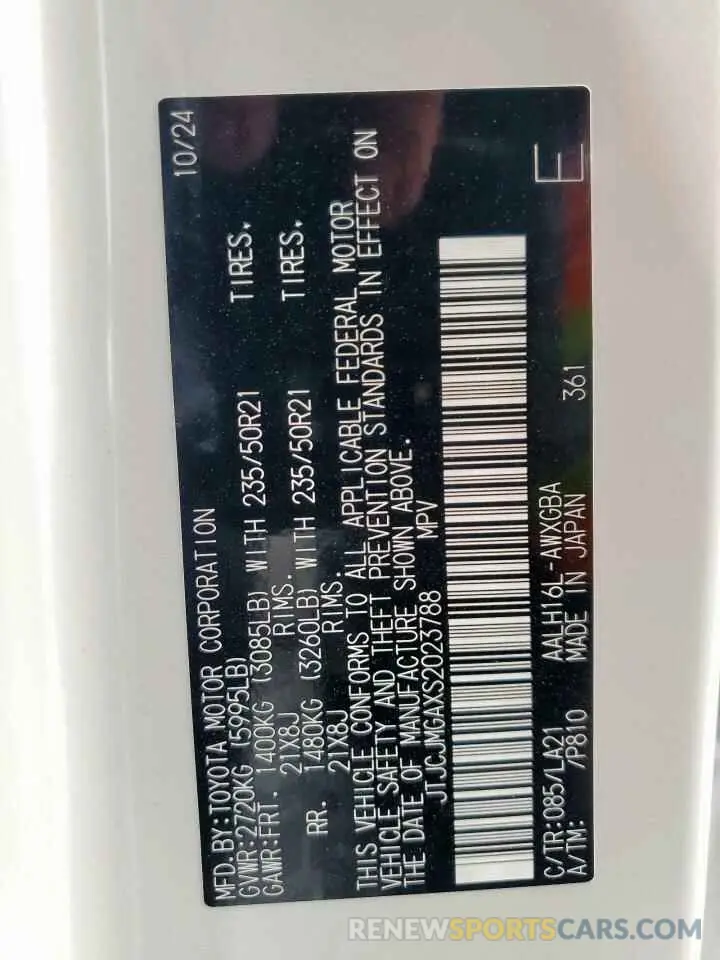 MFD.BY:TOYOTA MOTOR CORPORATION 10/24
GVWR:2720KG (5995LB)
GAWR:FRT. 1400KG (3085LB) WITH 235/50R21 TIRES.
21X8J RIMS.
RR. 1480KG (3260LB) WITH 235/50R21 TIRES.
21X8J RIMS.
THIS VEHICLE CONFORMS TO ALL APPLICABLE FEDERAL MOTOR
VEHICLE SAFETY AND THEFT PREVENTION STANDARDS IN EFFECT ON
THE DATE OF MANUFACTURE SHOWN ABOVE.
JTJCJMGAXS2023788 MPV
E
C/TR:085/LA21 AALH16L-AWXGBA 361
A/TM: /P810 MADE IN JAPAN
RENEWSPORTSCARS.COM